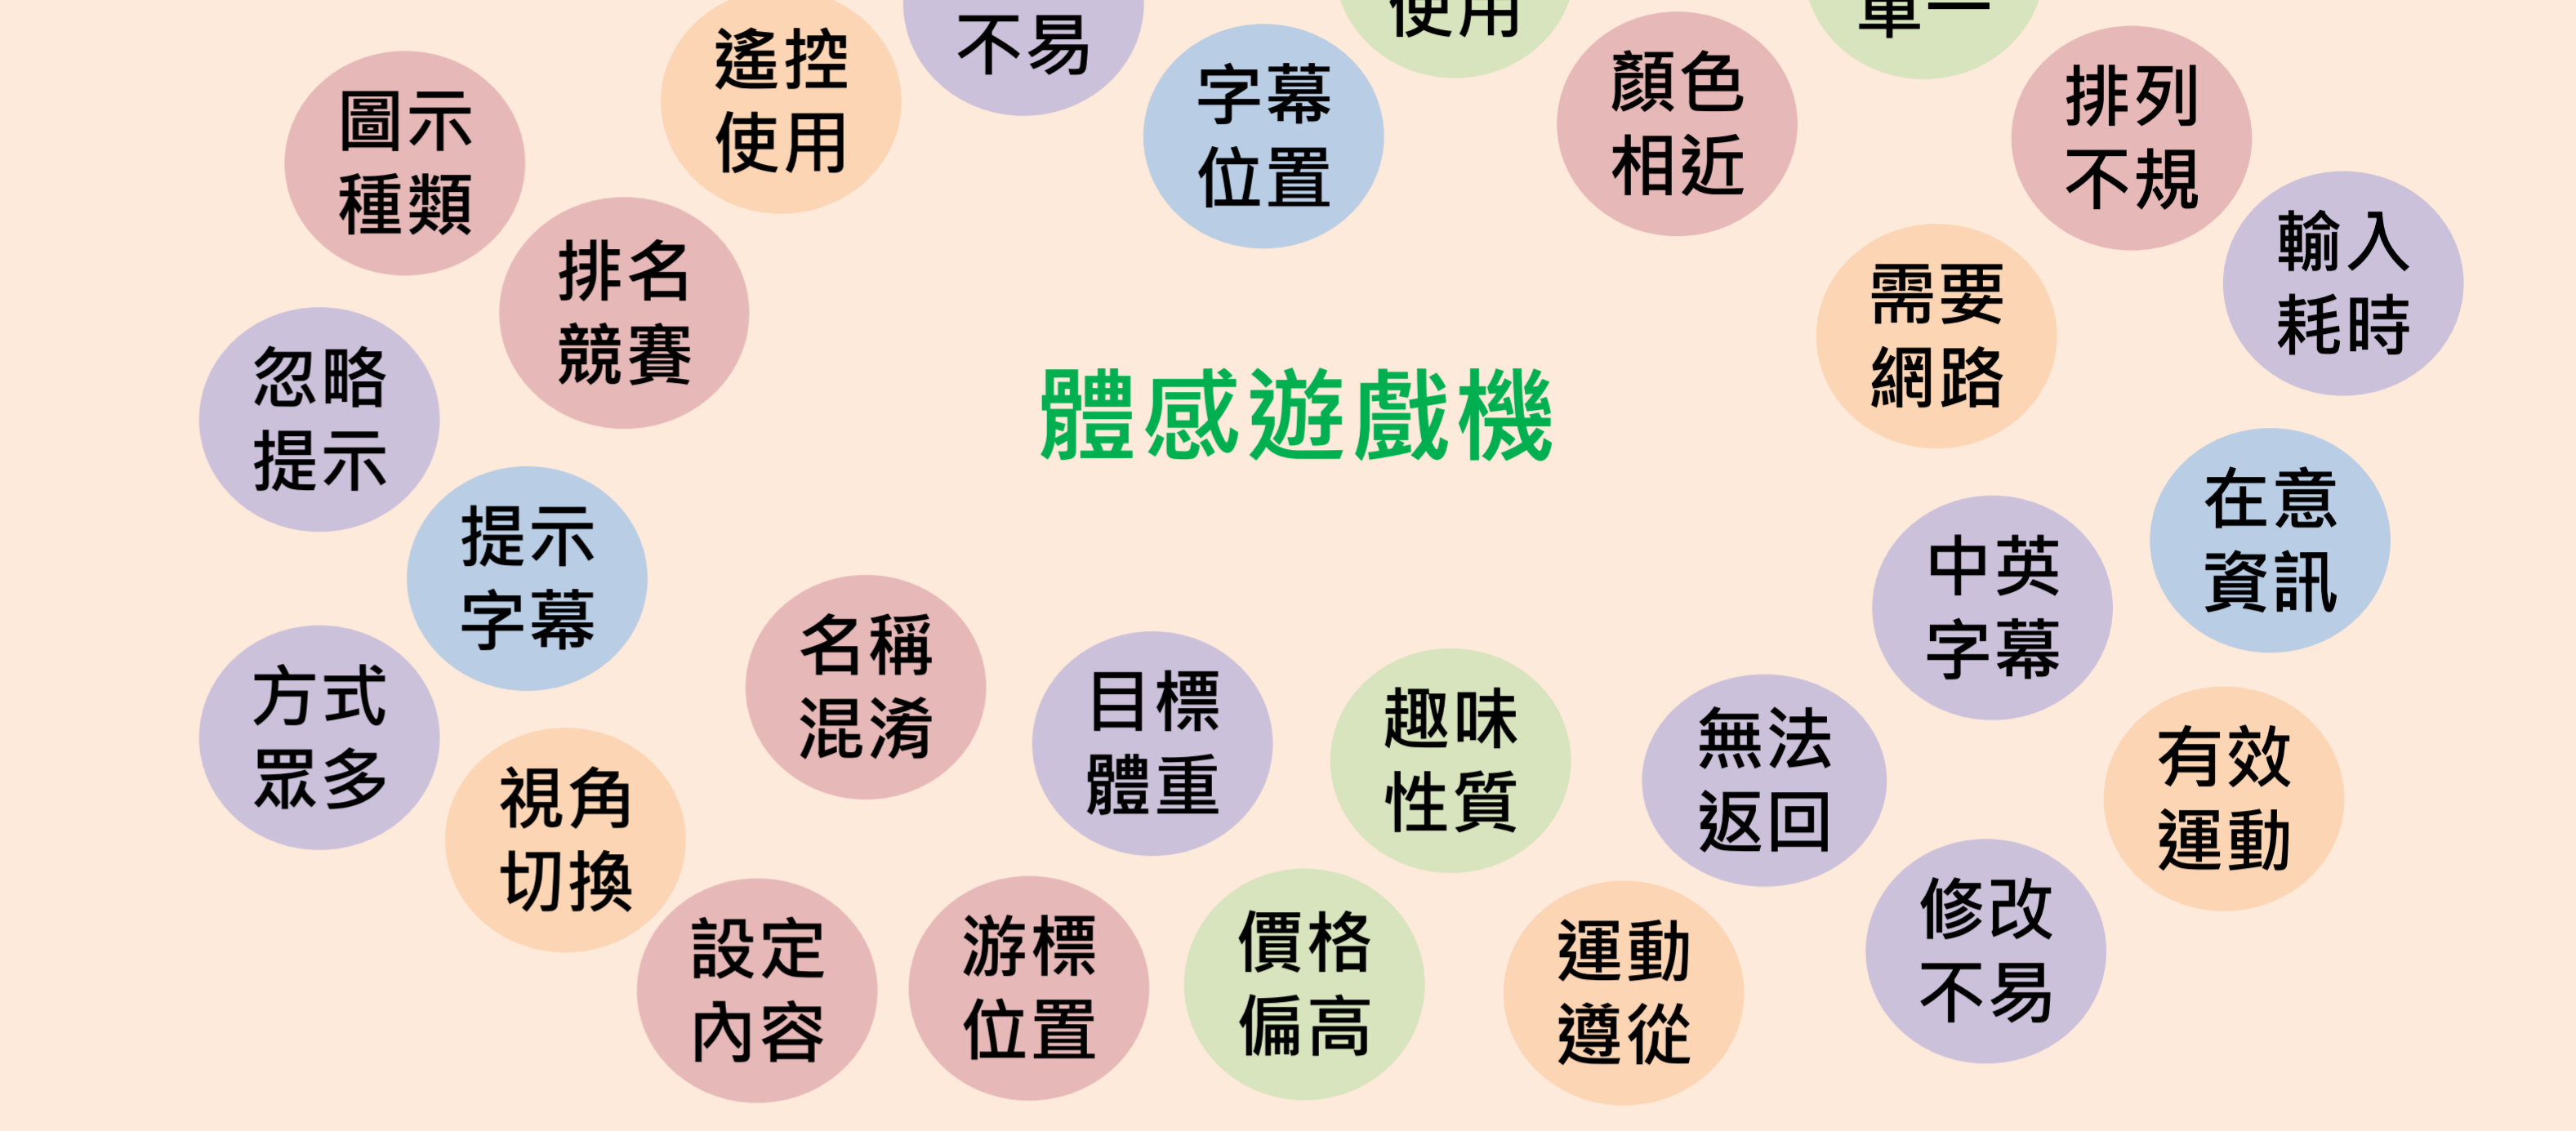 不易
使用
單一
圖示
種類
遙控
使用
字幕
位置
顏色
相近
排列
不規
輸入
耗時
排名
競賽
需要
網路
忽略
提示
體感遊戲機
在意
資訊
提示
字幕
中英
字幕
方式
眾多
名稱
混淆
目標
體重
趣味
性質
無法
返回
有效
運動
視角
切換
設定
內容
游標
位置
價格
偏高
運動
遵從
修改
不易